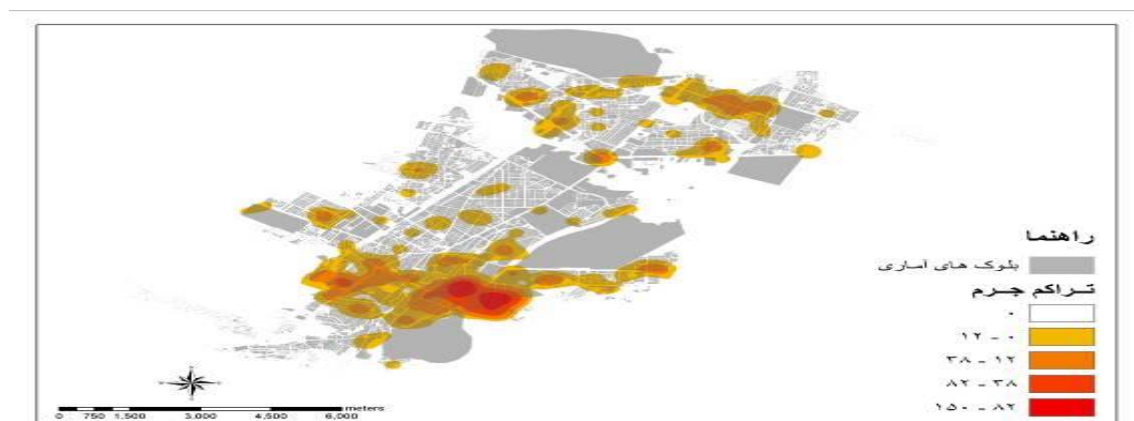 راهنما
بلوک های آماری
تراکم جرم
۰
۱۲ - ۰
۳۸ - ۱۲
۸۲ - ۳۸
۱۵۰ - ۸۲
meters
0 750 1,500 3,000 4,500 6,000